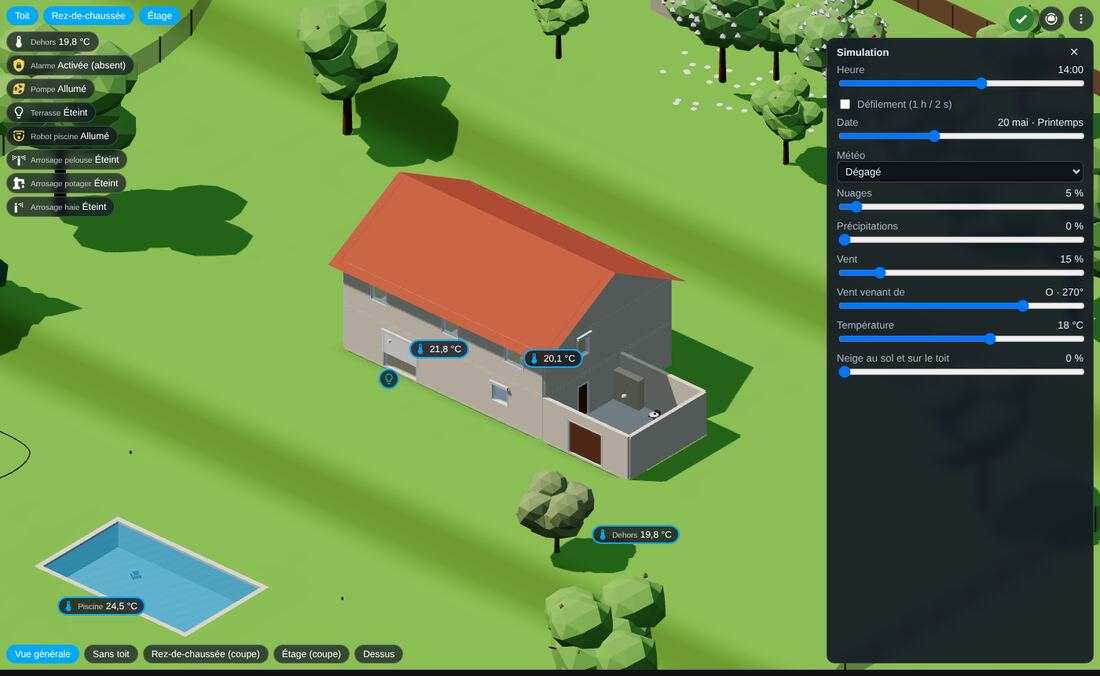 Toit
Rez-de-chaussée
Étage
Dehors 19,8 °C
Alarme Activée (absent)
Pompe Allumé
Terrasse Éteint
Robot piscine Allumé
Arrosage pelouse Éteint
Arrosage potager Éteint
Arrosage haie Éteint
21,8 °C
20,1 °C
Dehors 19,8 °C
Piscine 24,5 °C
Vue générale
Sans toit
Rez-de-chaussée (coupe)
Étage (coupe)
Dessus
Simulation
Heure 14:00
Défilement (1 h / 2 s)
Date 20 mai · Printemps
Météo
Dégagé
Nuages 5 %
Précipitations 0 %
Vent 15 %
Vent venant de O · 270°
Température 18 °C
Neige au sol et sur le toit 0 %